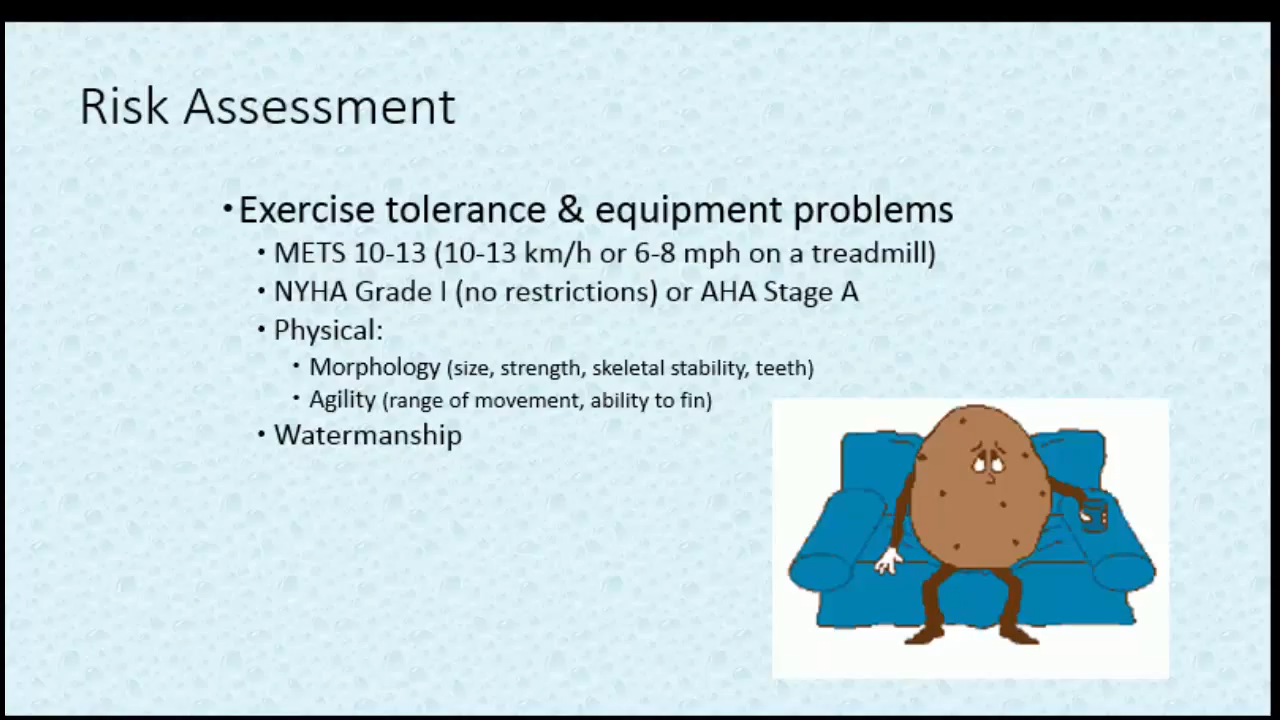 Risk Assessment
• Exercise tolerance & equipment problems
• METS 10-13 (10-13 km/h or 6-8 mph on a treadmill)
• NYHA Grade I (no restrictions) or AHA Stage A
• Physical:
• Morphology (size, strength, skeletal stability, teeth)
• Agility (range of movement, ability to fin)
• Watermanship